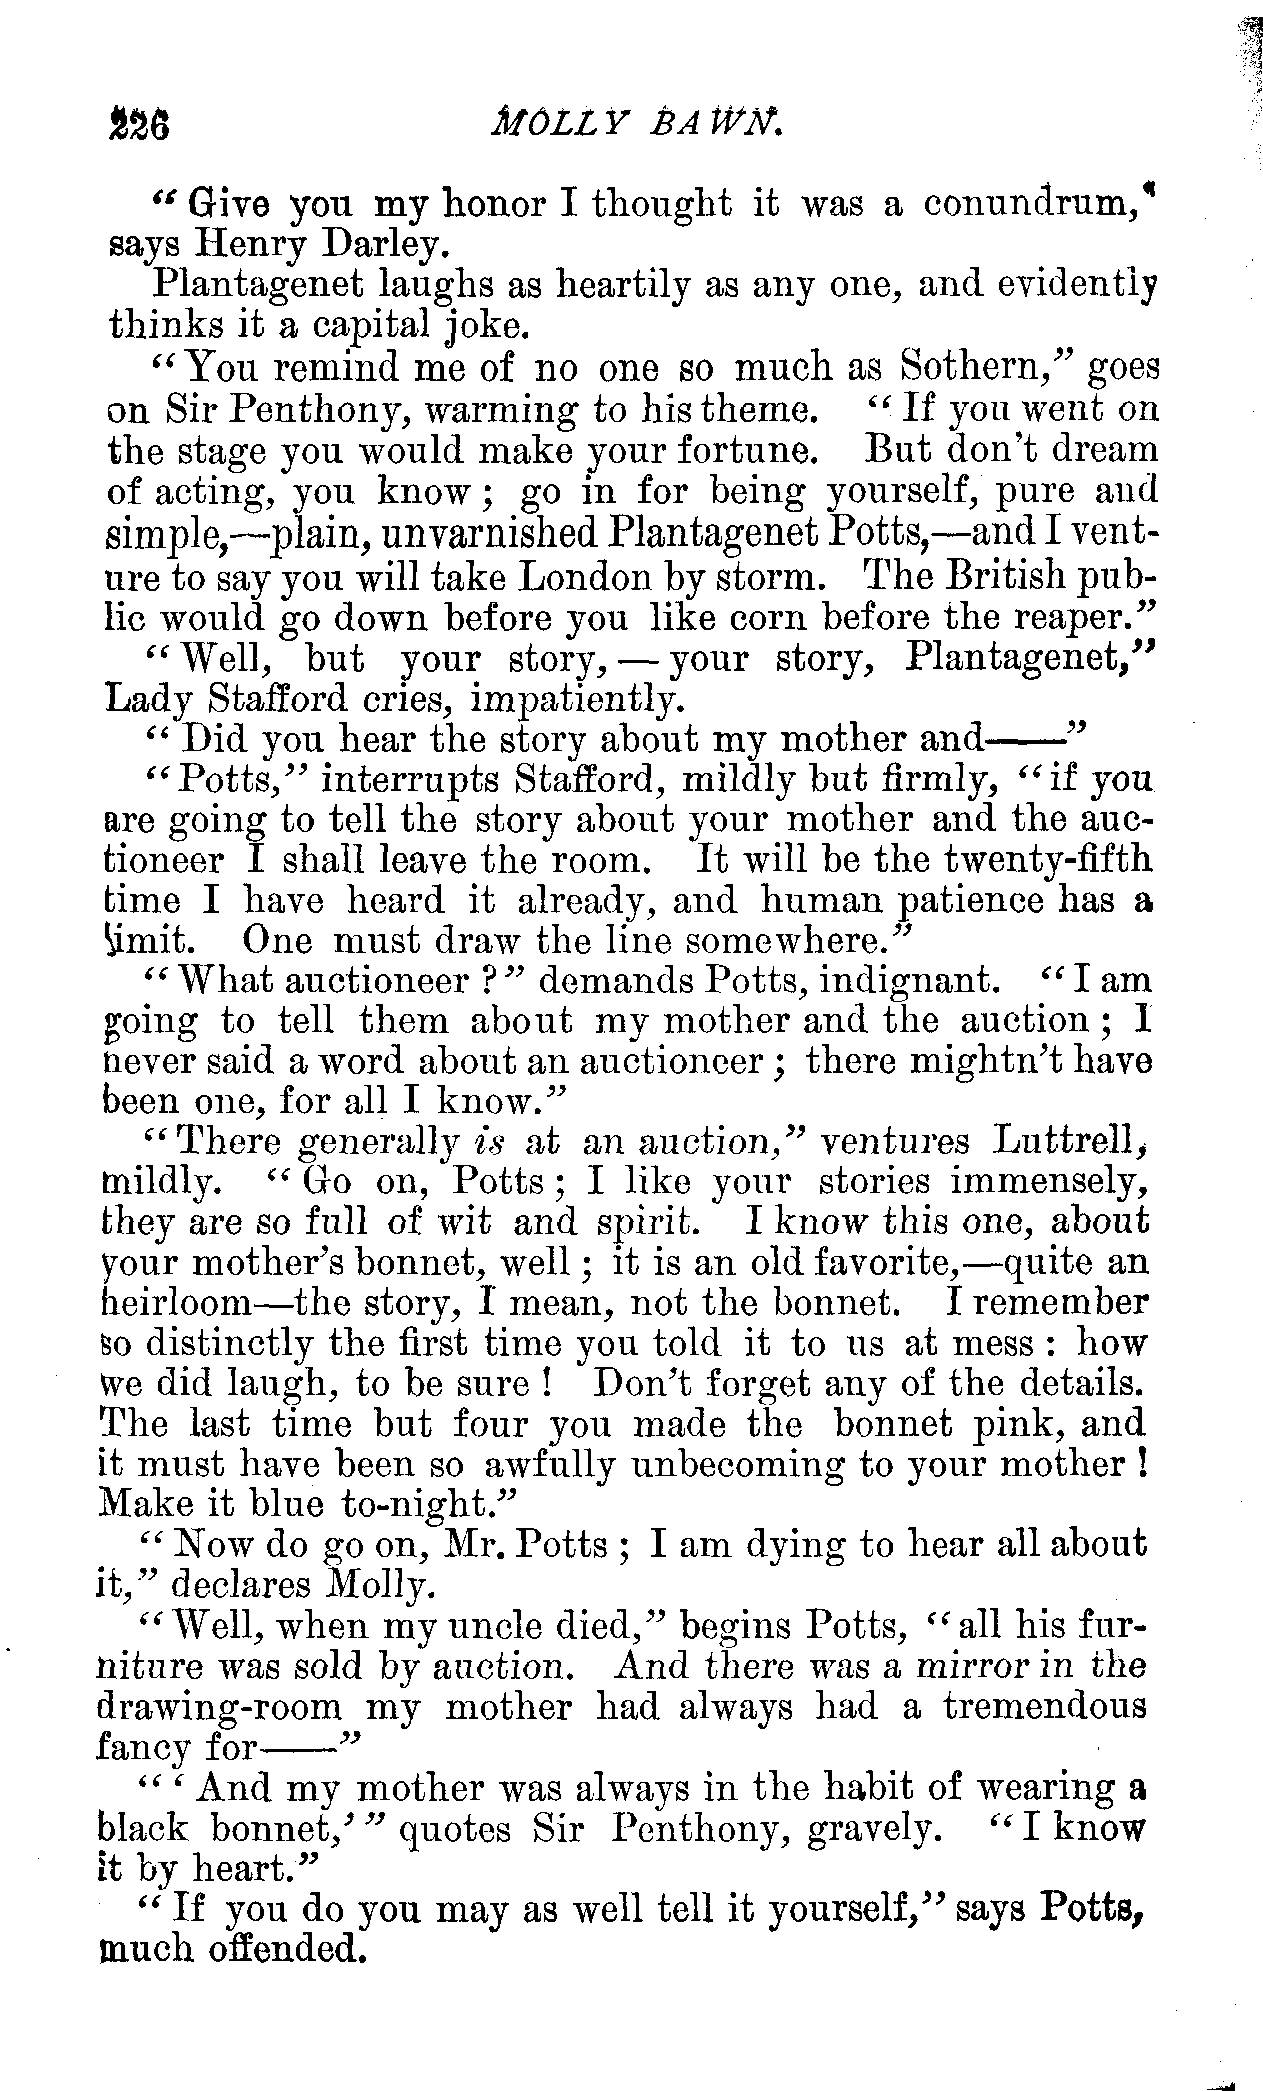 226 MOLLY BAWN.
“Give you my honor I thought it was a conundrum,”
says Henry Darley.
Plantagenet laughs as heartily as any one, and evidently
thinks it a capital joke.
“You remind me of no one so much as Sothern,” goes
on Sir Penthony, warming to his theme. “If you went on
the stage you would make your fortune. But don't dream
of acting, you know; go in for being yourself, pure and
simple,—plain, unvarnished Plantagenet Potts,—and I vent-
ure to say you will take London by storm. The British pub-
lic would go down before you like corn before the reaper.”
“Well, but your story,—your story, Plantagenet,”
Lady Stafford cries, impatiently.
“Did you hear the story about my mother and——”
“Potts,” interrupts Stafford, mildly but firmly, “if you
are going to tell the story about your mother and the auc-
tioneer I shall leave the room. It will be the twenty-fifth
time I have heard it already, and human patience has a
limit. One must draw the line somewhere.”
“What auctioneer?” demands Potts, indignant. “I am
going to tell them about my mother and the auction; I
never said a word about an auctioneer; there mightn't have
been one, for all I know.”
“There generally is at an auction,” ventures Luttrell,
mildly. “Go on, Potts; I like your stories immensely,
they are so full of wit and spirit. I know this one, about
your mother's bonnet, well; it is an old favorite,—quite an
heirloom—the story, I mean, not the bonnet. I remember
so distinctly the first time you told it to us at mess: how
we did laugh, to be sure! Don't forget any of the details.
The last time but four you made the bonnet pink, and
it must have been so awfully unbecoming to your mother!
Make it blue to-night.”
“Now do go on, Mr. Potts; I am dying to hear all about
it,” declares Molly.
“Well, when my uncle died,” begins Potts, “all his fur-
niture was sold by auction. And there was a mirror in the
drawing-room my mother had always had a tremendous
fancy for——”
“‘And my mother was always in the habit of wearing a
black bonnet,’” quotes Sir Penthony, gravely. “I know
it by heart.”
“If you do you may as well tell it yourself,” says Potts,
much offended.